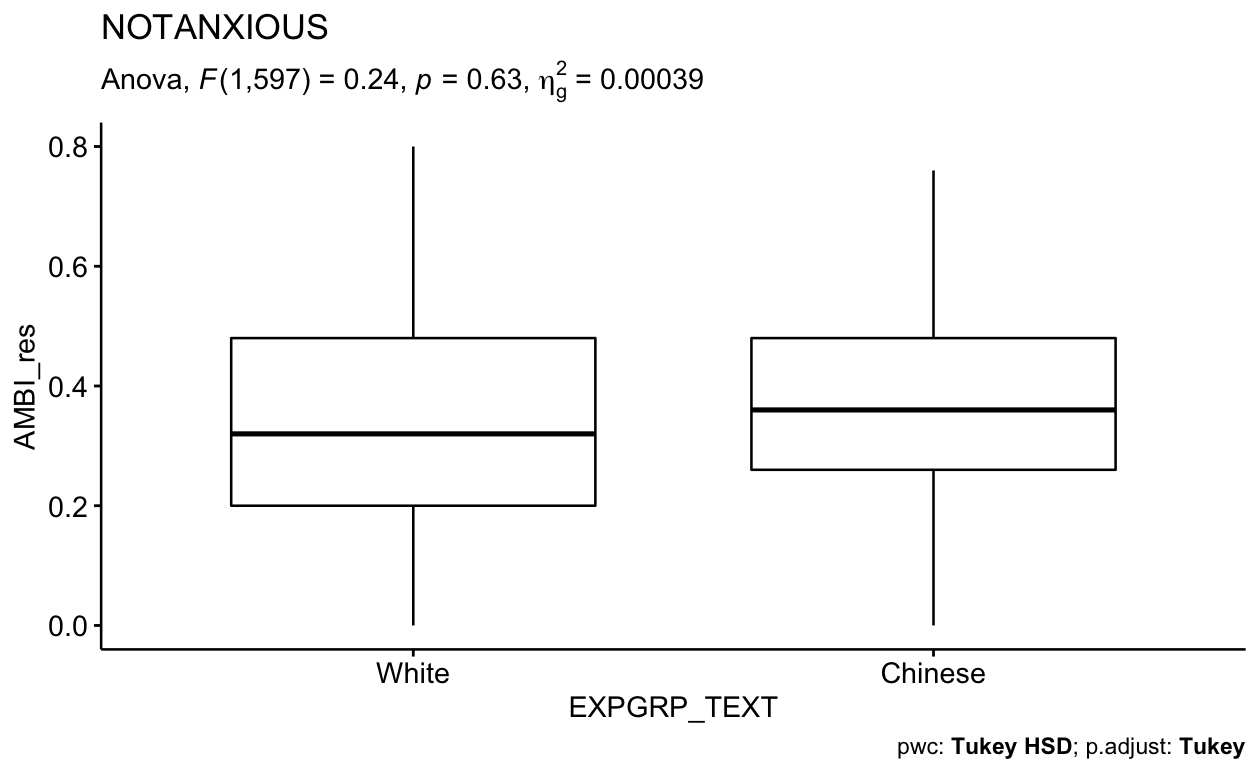 NOTANXIOUS
Anova, F(1,597) = 0.24, p = 0.63, η²g = 0.00039
0.8
0.6
0.4
0.2
0.0
AMBI_res
White Chinese
EXPGRP_TEXT
pwc: Tukey HSD; p.adjust: Tukey